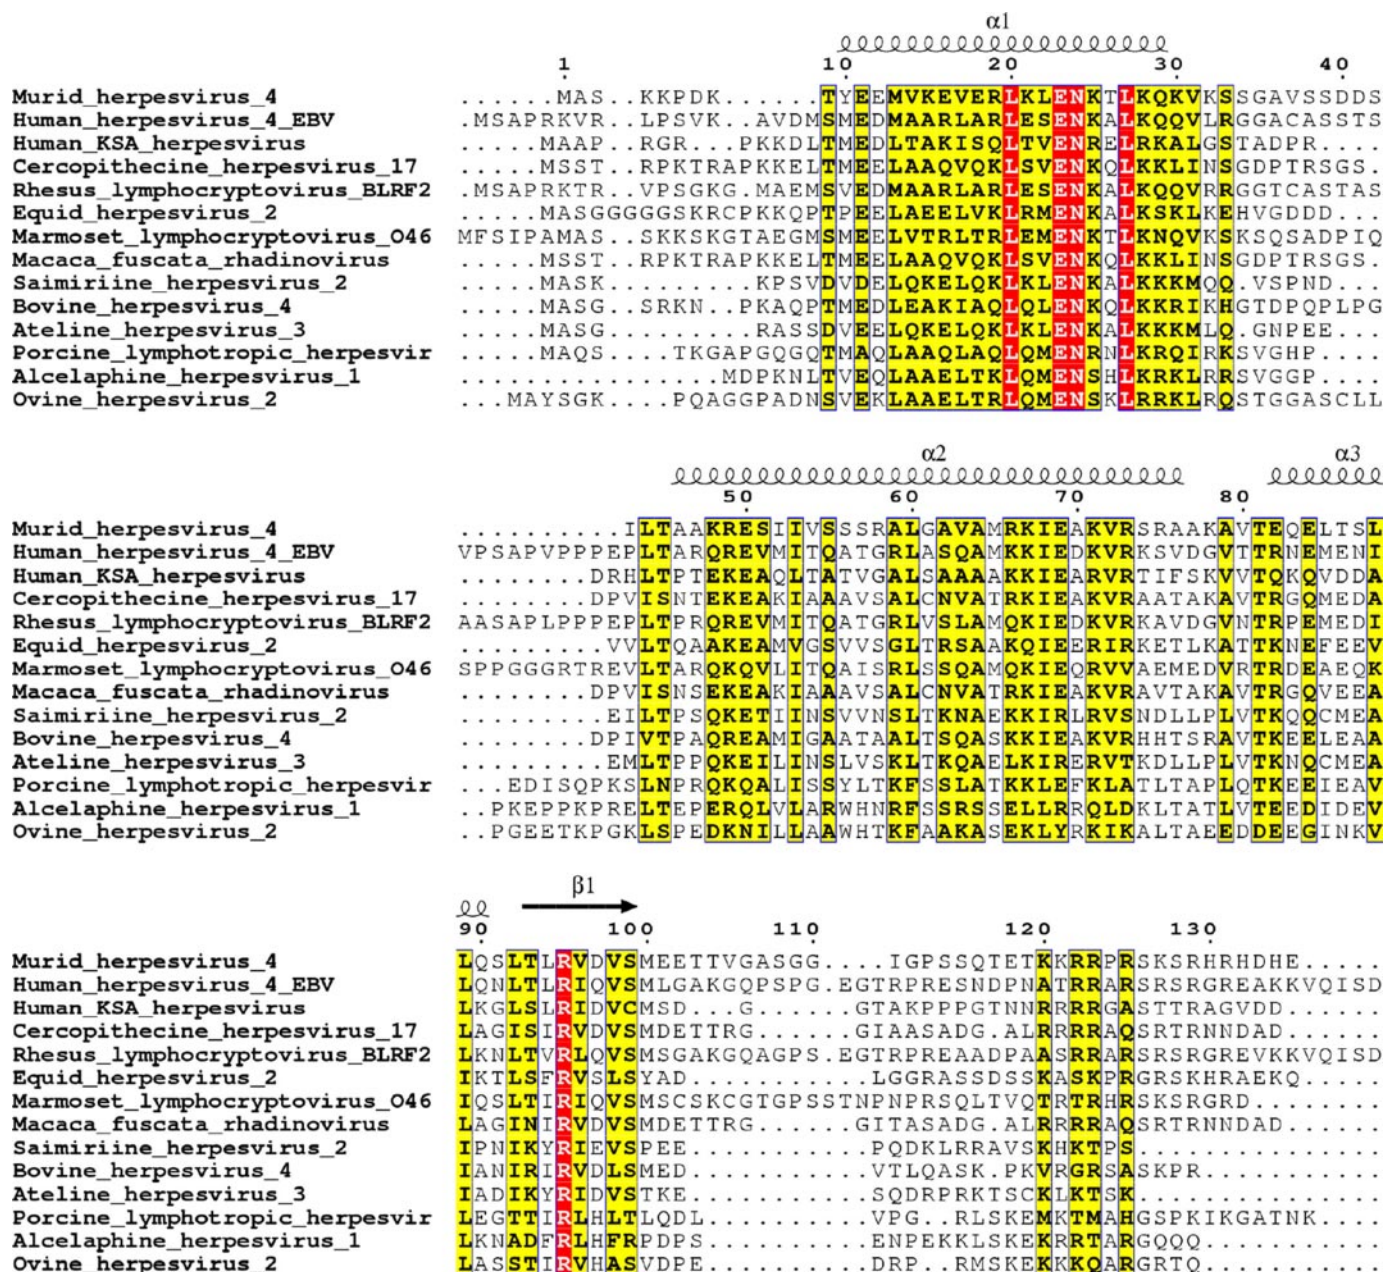 α1
1 10 20 30 40
Murid_herpesvirus_4 ......MAS..KKPDK......TYEEMVKEVERLKLENKTLKQKVKSSGAVSSDDS
Human_herpesvirus_4_EBV .MSAPRKVR..LPSVK..AVDMSMEDMAARLARLESENKALKQQVLRGGACASSTS
Human_KSA_herpesvirus .....MAAP..RGR...PKKDLTMEDLTAKISQLTVENRELRKALGSTADPR....
Cercopithecine_herpesvirus_17 .....MSST..RPKTRAPKKELTMEELAAQVQKLSVENKQLKKLINSGDPTRSGS.
Rhesus_lymphocryptovirus_BLRF2 .MSAPRKTR..VPSGKG.MAEMSVEDMAARLARLESENKALKQQVRRGGTCASTAS
Equid_herpesvirus_2 .....MASGGGGGSKRCPKKQPTPEELAEELVKLRMENKALKSKLKEHVGDDD...
Marmoset_lymphocryptovirus_O46 MFSIPAMAS..SKKSKGTAEGMSMEELVTRLTRLEMENKTLKNQVKSKSQSADPIQ
Macaca_fuscata_rhadinovirus .....MSST..RPKTRAPKKELTMEELAAQVQKLSVENKQLKKLINSGDPTRSGS.
Saimiriine_herpesvirus_2 .....MASK........KPSVDVDELQKELQKLKLENKALKKKMQQ.VSPND....
Bovine_herpesvirus_4 .....MASG...SRKN..PKAQPTMEDLEAKIAQLQLENKQLKKRIKHGTDPQPLPG
Ateline_herpesvirus_3 .....MASG.........RASSDVEELQKELQKLKLENKALKKKMLQ.GNPEE....
Porcine_lymphotropic_herpesvir .....MAQS....TKGAPGQGQTMAQLAAQLAQLQMENRNLKRQIRKSVGHP....
Alcelaphine_herpesvirus_1 ................MDPKNLTVEQLAAELTKLQMENSHLKRKLRRSVGGP....
Ovine_herpesvirus_2 ...MAYSGK....PQAGGPADNSVEKLAAELTRLQMENSKLRRKLRQSTGGASCLL
α2 α3
50 60 70 80
Murid_herpesvirus_4 ..........ILTAAKRESIIVSSSRALGAVAMRKIEAKVRSRAAKAVTEQELTSL
Human_herpesvirus_4_EBV VPSAPVPPPEPLTARQREVMITQATGRLASQAMKKIEDKVRKSVDGVTTRNEMENI
Human_KSA_herpesvirus ........DRHLTPTEKEAQLTATVGALSAAAAKKIEARVRTIFSKVVTQKQVDDA
Cercopithecine_herpesvirus_17 ........DPVISNTEKEAKIAAAVSALCNVATRKIEAKVRAATAKAVTRGQMEDA
Rhesus_lymphocryptovirus_BLRF2 AASAPLPPPEPLTPRQREVMITQATGRLVSLAMQKIEDKVRKAVDGVNTRPEMEDI
Equid_herpesvirus_2 .........VVLTQAAKEAMVGSVVSGLTRSAAKQIEERIRKETLKATTKNEFEEV
Marmoset_lymphocryptovirus_O46 SPPGGGRTREVLTARQKQVLITQAISRLSSQAMQKIEQRVVAEMEDVRTRDEAEQK
Macaca_fuscata_rhadinovirus ........DPVISNSEKEAKIAAAVSALCNVATRKIEAKVRAVTAKAVTRGQVEEA
Saimiriine_herpesvirus_2 .........EILTPSQKETIINSVVNSLTKNAEKKIRLRVSNDLLPLVTKQQCMEA
Bovine_herpesvirus_4 ........DPIVTPAQREAMIGAATAALTSQASKKIEAKVRHHTSRAVTKEELEAA
Ateline_herpesvirus_3 .........EMLTPPQKEILINSLVSKLTKQAELKIRERVTKDLLPLVTKNQCMEA
Porcine_lymphotropic_herpesvir ...EDISQPKSLNPRQKQALISSYLTKFSSLATKKLEFKLATLTAPLQTKEEIEAV
Alcelaphine_herpesvirus_1 ..PKEPPKPRELTEPERQLVLARWHNRFSSRSSELLRRQLDKLTATLVTEEDIDEV
Ovine_herpesvirus_2 ..PGEETKPGKLSPEDKNILLAAWHTKFAAKASEKLYRKIKALTAEEDDEEGINKV
β1
90 100 110 120 130
Murid_herpesvirus_4 LQSLTLRVDVSMEETTVGASGG....IGPSSQTETKKRRPRSKSRHRHDHE.....
Human_herpesvirus_4_EBV LQNLTLRIQVSMLGAKGQPSPG.EGTRPRESNDPNATRRARSRSRGREAKKVQISD
Human_KSA_herpesvirus LKGLSLRIDVCMSD...G......GTAKPPPGTNNRRRRGASTTRAGVDD......
Cercopithecine_herpesvirus_17 LAGISIRVDVSMDETTRG......GIAASADG.ALRRRRAQSRTRNNDAD......
Rhesus_lymphocryptovirus_BLRF2 LKNLTVRLQVSMSGAKGQAGPS.EGTRPREAADPAASRRARSRSRGREVKKVQISD
Equid_herpesvirus_2 IKTLSFRVSLSYAD..........LGGRASSDSSKASKPRGRSKHRAEKQ......
Marmoset_lymphocryptovirus_O46 IQSLTIRIQVSMSCSKCGTGPSSTNPNPRSQLTVQTRTRHRSKSRGRD........
Macaca_fuscata_rhadinovirus LAGINIRVDVSMDETTRG......GITASADG.ALRRRRAQSRTRNNDAD......
Saimiriine_herpesvirus_2 IPNIKYRIEVSPEE..........PQDKLRRAVSKHKTPS...............
Bovine_herpesvirus_4 IANIRIRVDLSMED..........VTLQASK.PKVRGRSASKPR...........
Ateline_herpesvirus_3 IADIKYRIDVSTKE..........SQDRPRKTSCKLKTSK...............
Porcine_lymphotropic_herpesvir LEGTTIRLHLTLQDL.........VPG..RLSKEMKTMAHGSPKIKGATNK.....
Alcelaphine_herpesvirus_1 LKNADFRLHFRPDPS.........ENPEKKLSKEKRRTARGQQQ............
Ovine_herpesvirus_2 LASSTIRVHASVDPE.........DRP..RMSKEKKKQARGRTQ............